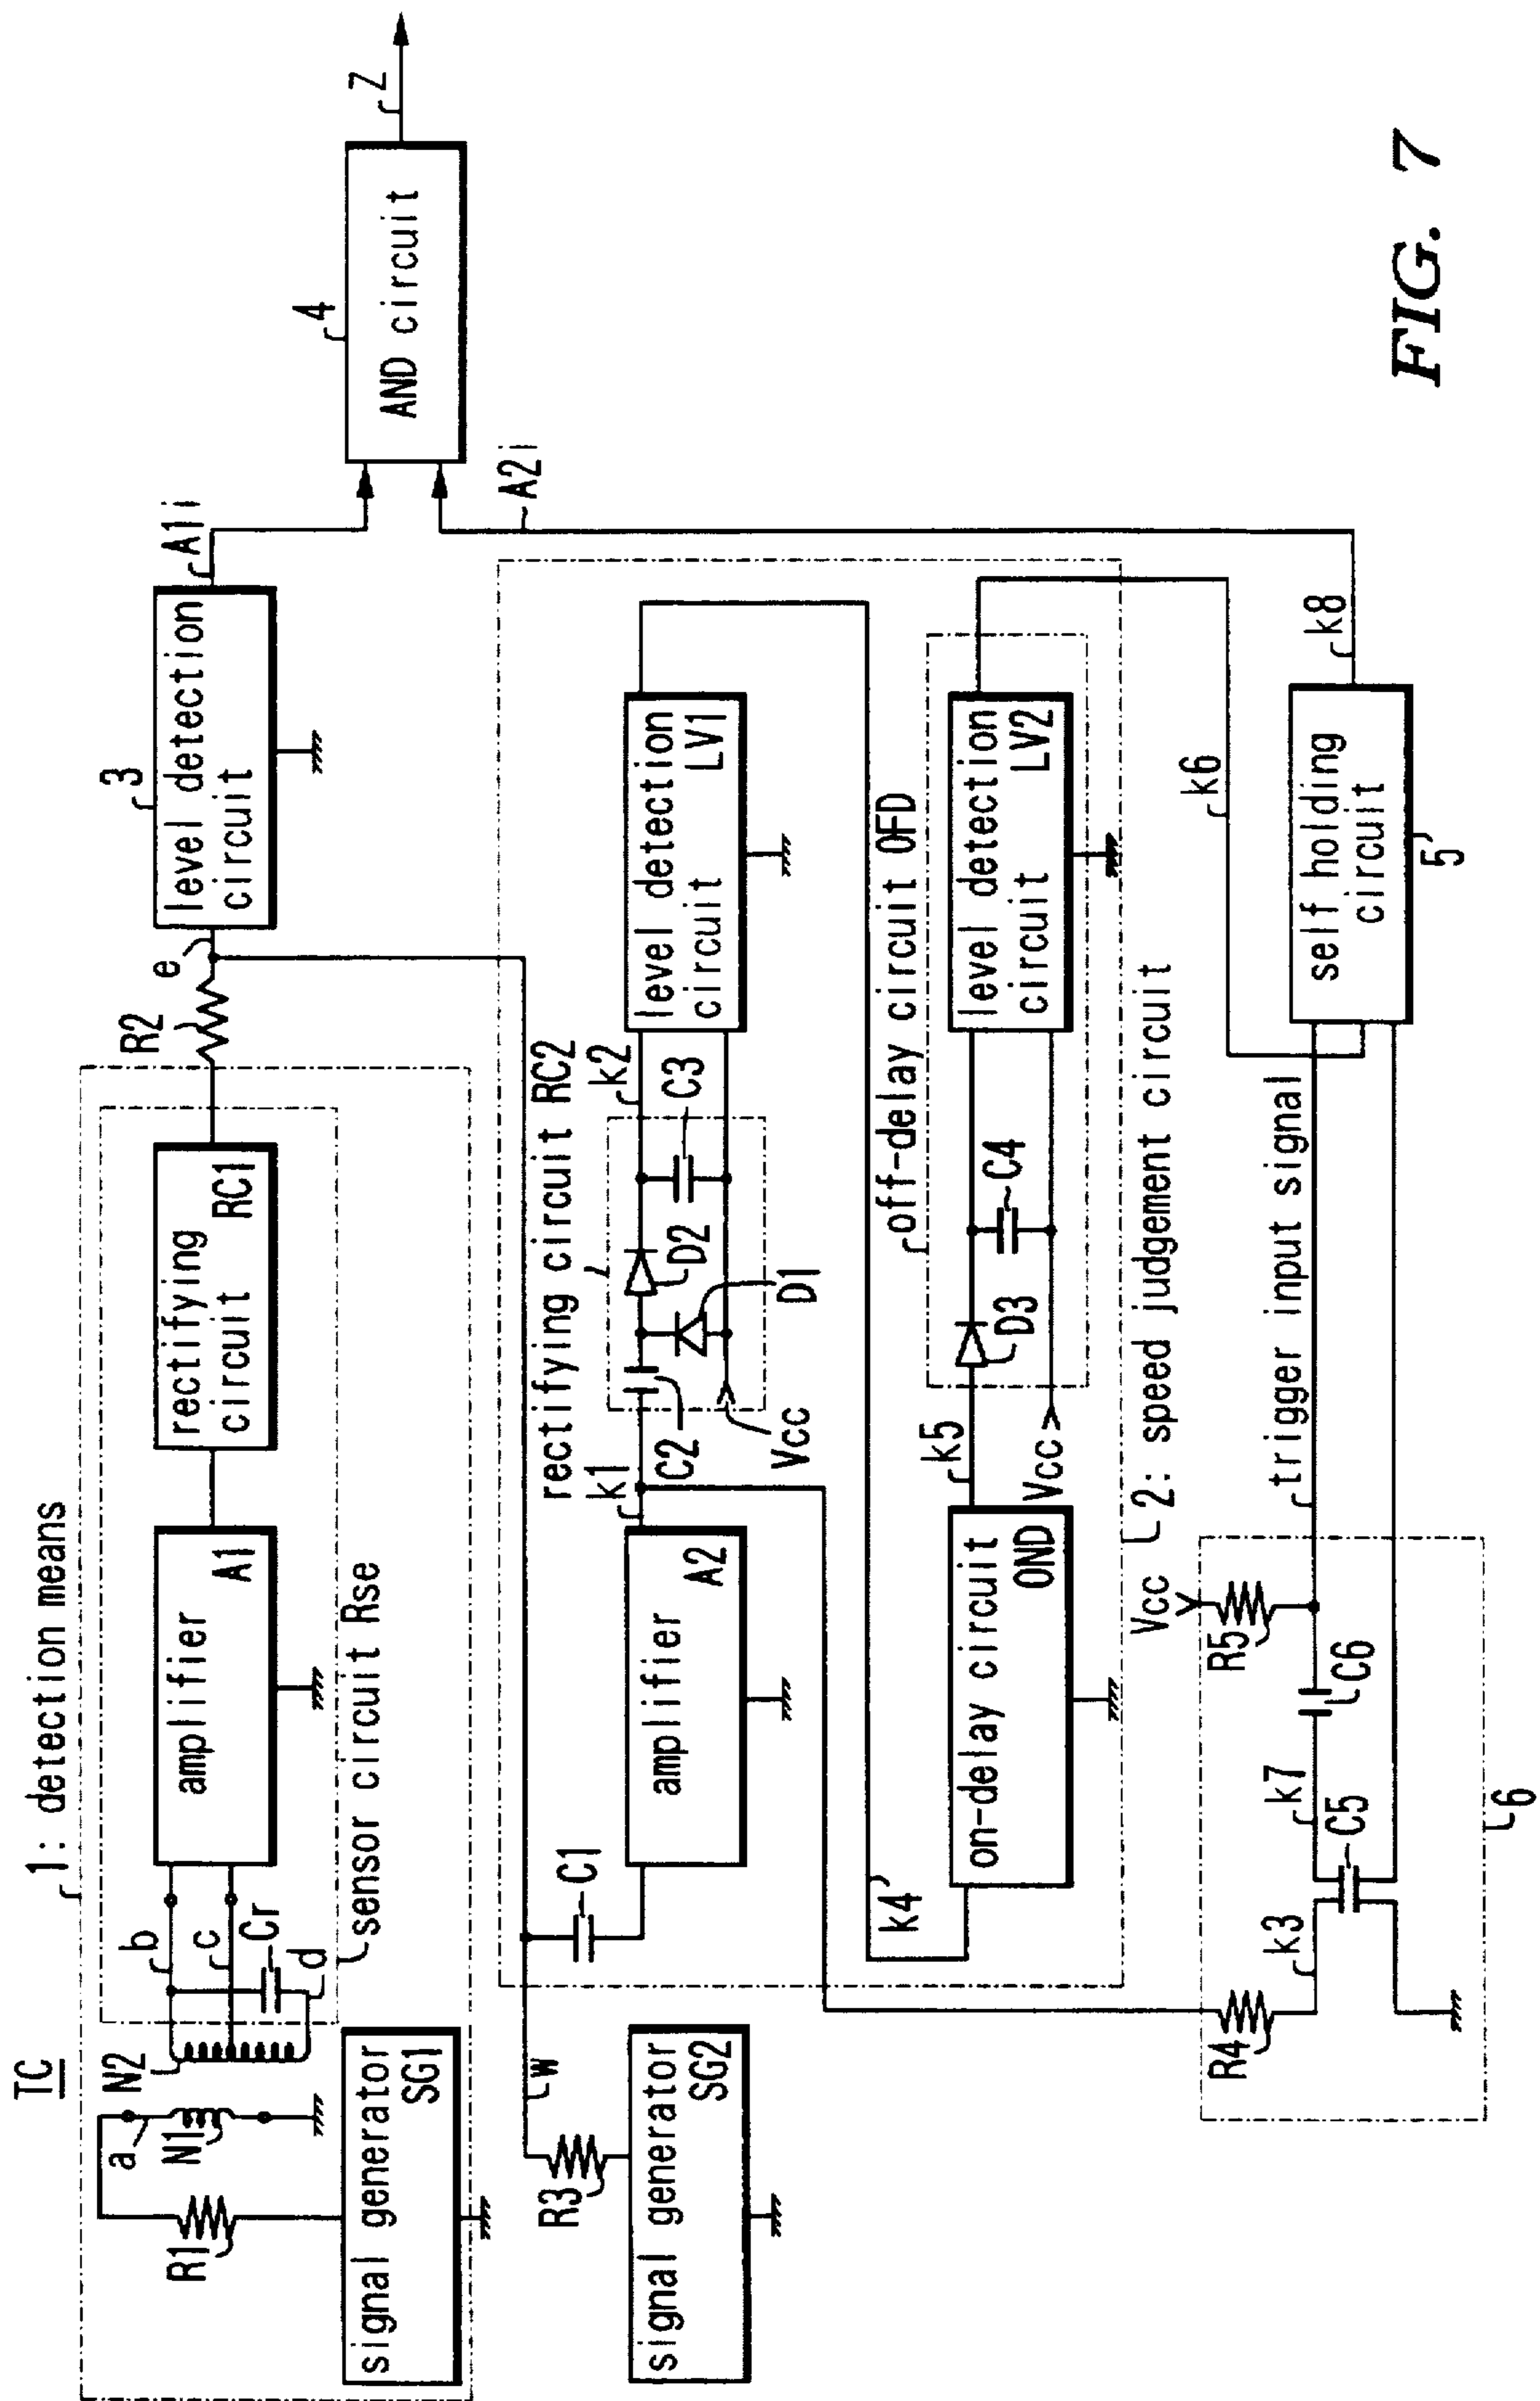 TC
1: detection means
a
N1
R1
signal generator
SG1
N2
b
c
Cr
d
sensor circuit Rse
amplifier
A1
rectifying
circuit
RC1
R2
e
3
level detection
circuit
A1i
4
AND circuit
Z
A2i
w
R3
signal generator
SG2
C1
amplifier
A2
k1
rectifying circuit RC2
C2
Vcc
D1
D2
C3
k2
level detection
circuit
LV1
k4
on-delay circuit
OND
k5
Vcc
off-delay circuit OFD
D3
C4
level detection
circuit
LV2
2: speed judgement circuit
k6
R4
k3
C5
k7
C6
R5
Vcc
6
trigger input signal
self holding
circuit
5
k8
FIG. 7